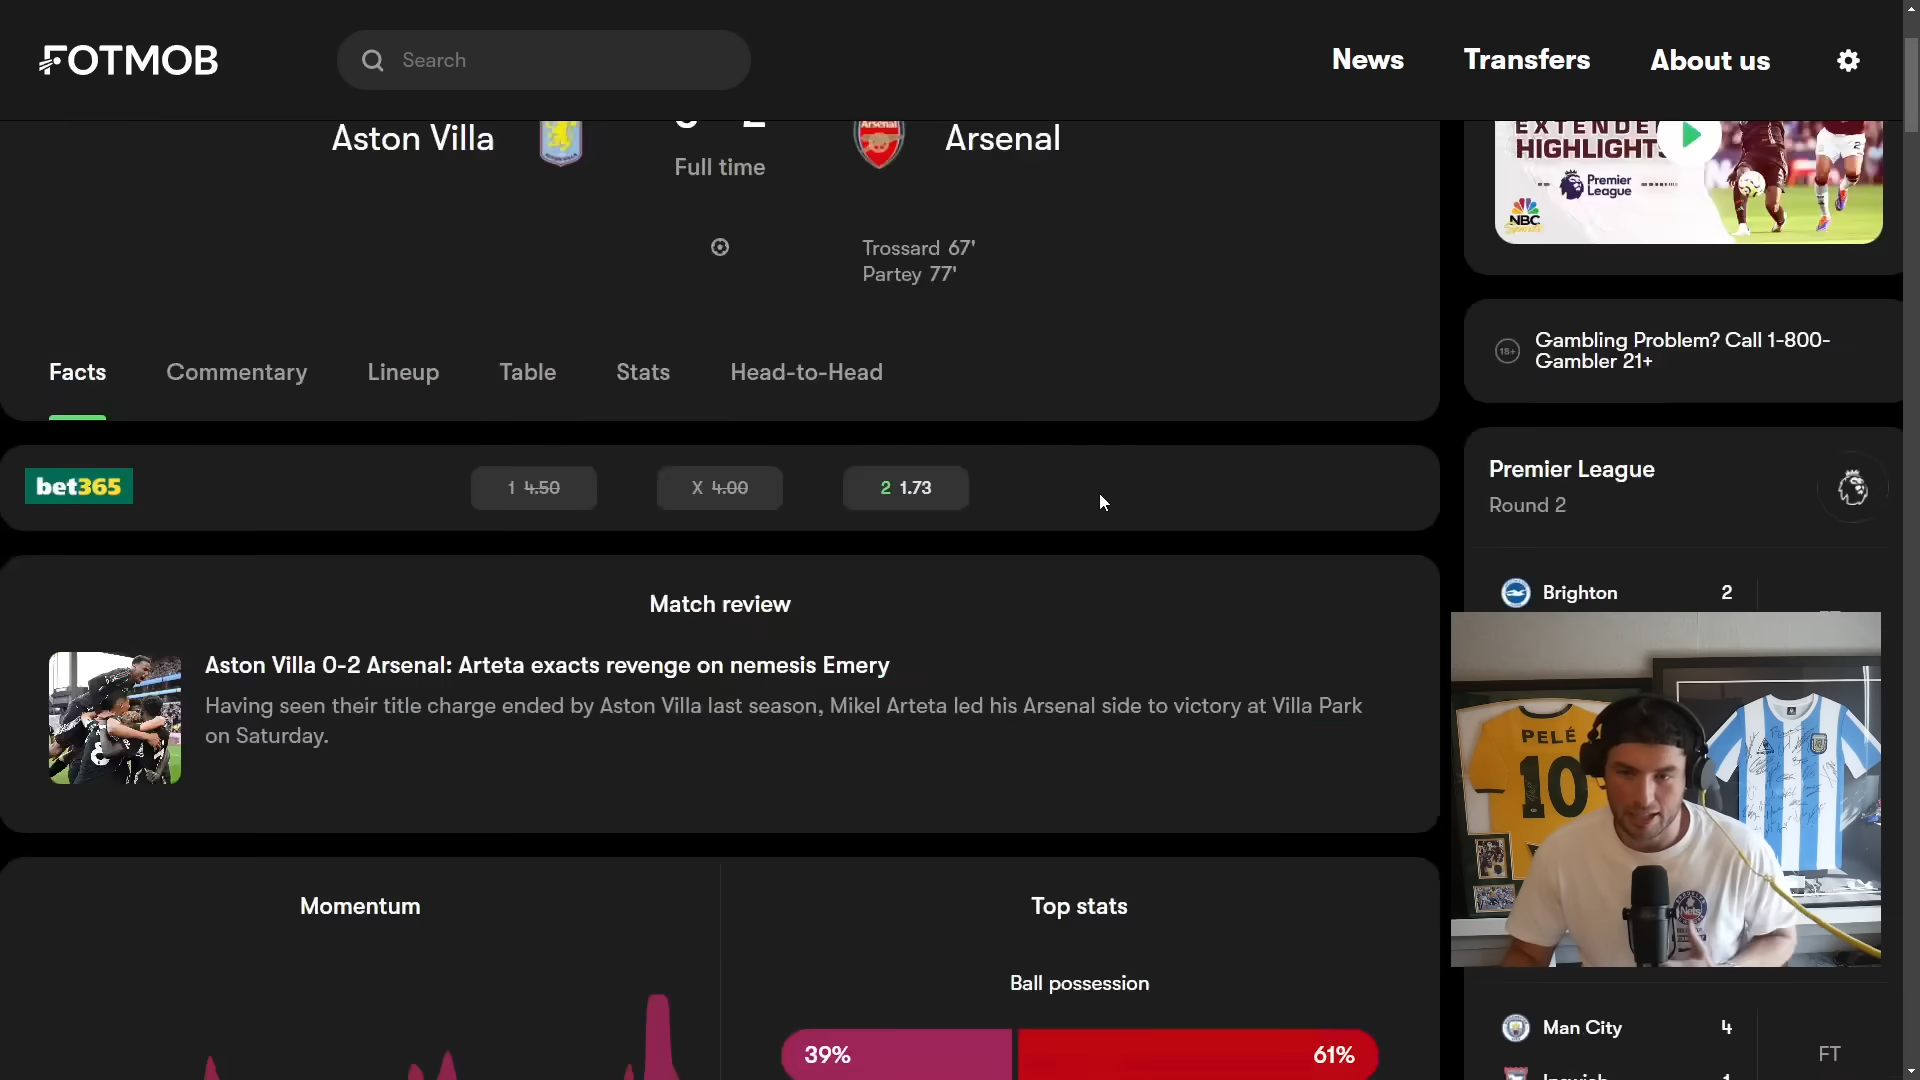 FOTMOB
Search
News
Transfers
About us
Aston Villa
Full time
Arsenal
Trossard 67'
Partey 77'
Facts
Commentary
Lineup
Table
Stats
Head-to-Head
bet365
1 4.50
X 4.00
2 1.73
Match review
Aston Villa 0-2 Arsenal: Arteta exacts revenge on nemesis Emery
Having seen their title charge ended by Aston Villa last season, Mikel Arteta led his Arsenal side to victory at Villa Park
on Saturday.
Momentum
Top stats
Ball possession
39%
61%
EXTENDE
HIGHLIGHTS
Premier
League
NBC
Sports
18+
Gambling Problem? Call 1-800-
Gambler 21+
Premier League
Round 2
Brighton 2
PELÉ
10
Nets
Man City 4
FT